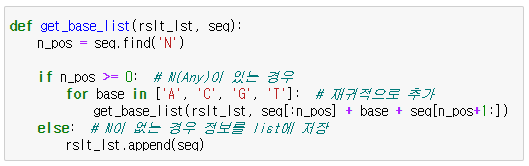 def get_base_list(rslt_lst, seq):
    n_pos = seq.find('N')

    if n_pos >= 0:  # N(Any)이 있는 경우
        for base in ['A', 'C', 'G', 'T']:  # 재귀적으로 추가
            get_base_list(rslt_lst, seq[:n_pos] + base + seq[n_pos+1:])
    else:  # N이 없는 경우 정보를 list에 저장
        rslt_lst.append(seq)